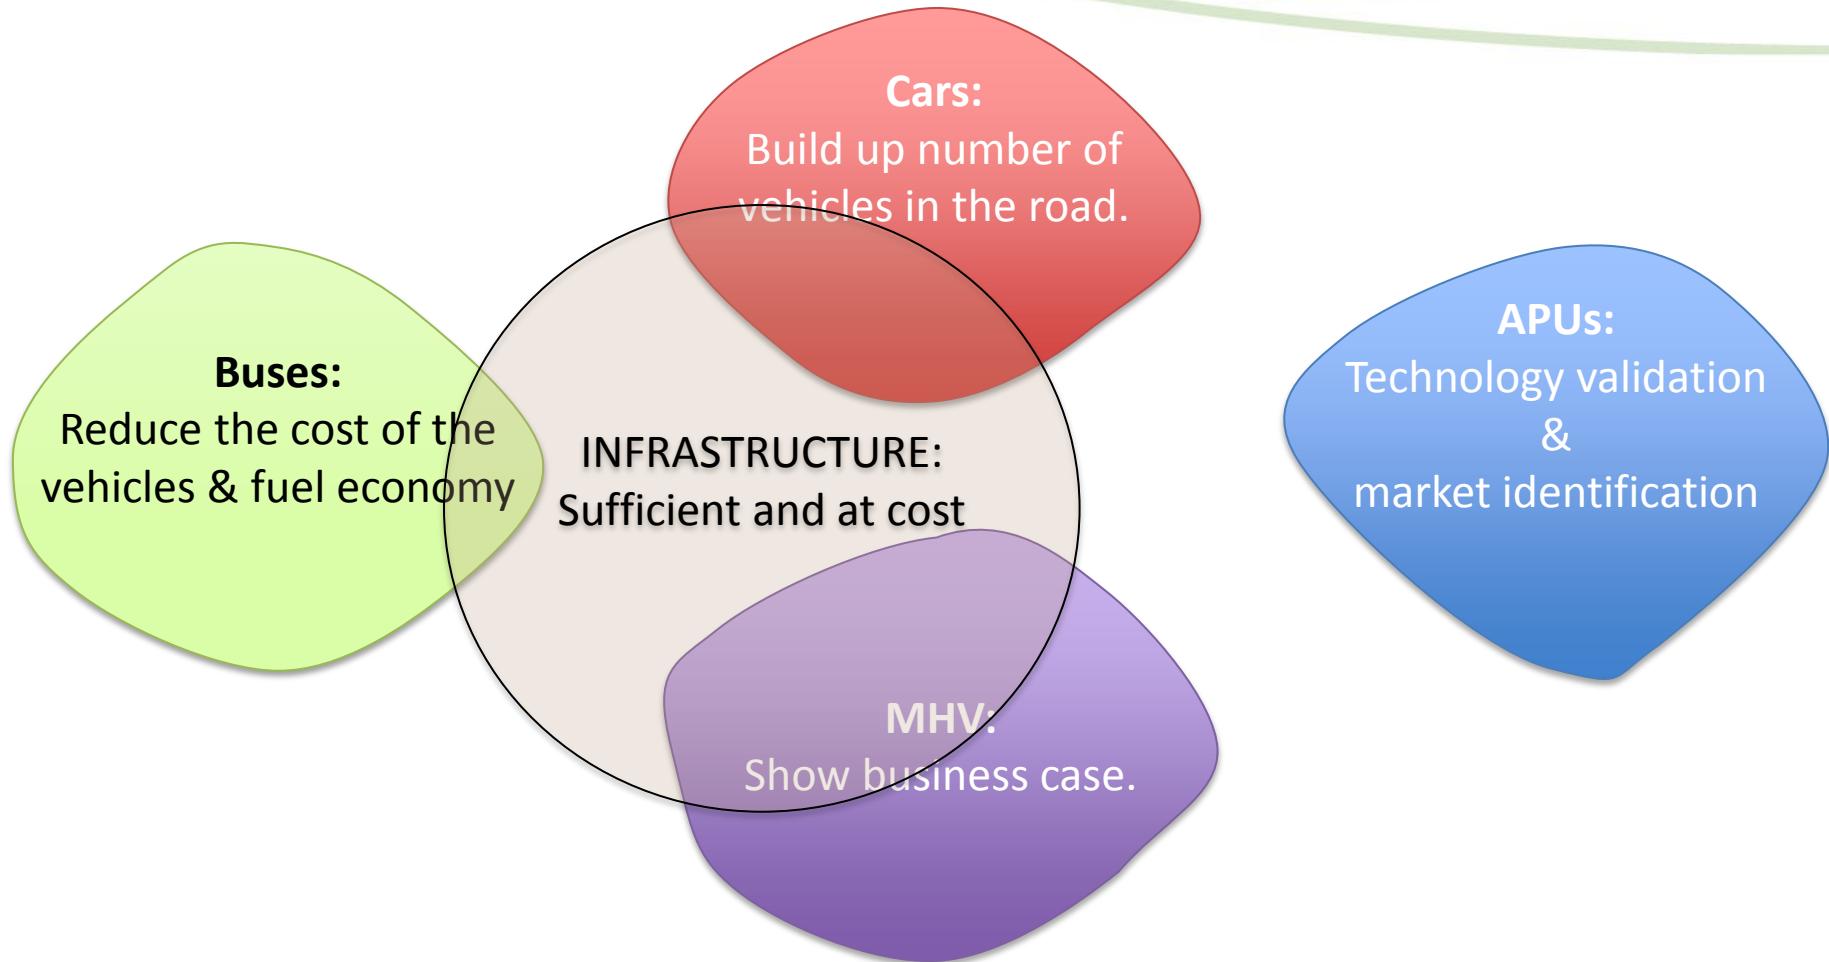 Cars:
Build up number of
vehicles in the road.
Buses:
Reduce the cost of the
vehicles & fuel economy
INFRASTRUCTURE:
Sufficient and at cost
APUs:
Technology validation
&
market identification
MHV:
Show business case.